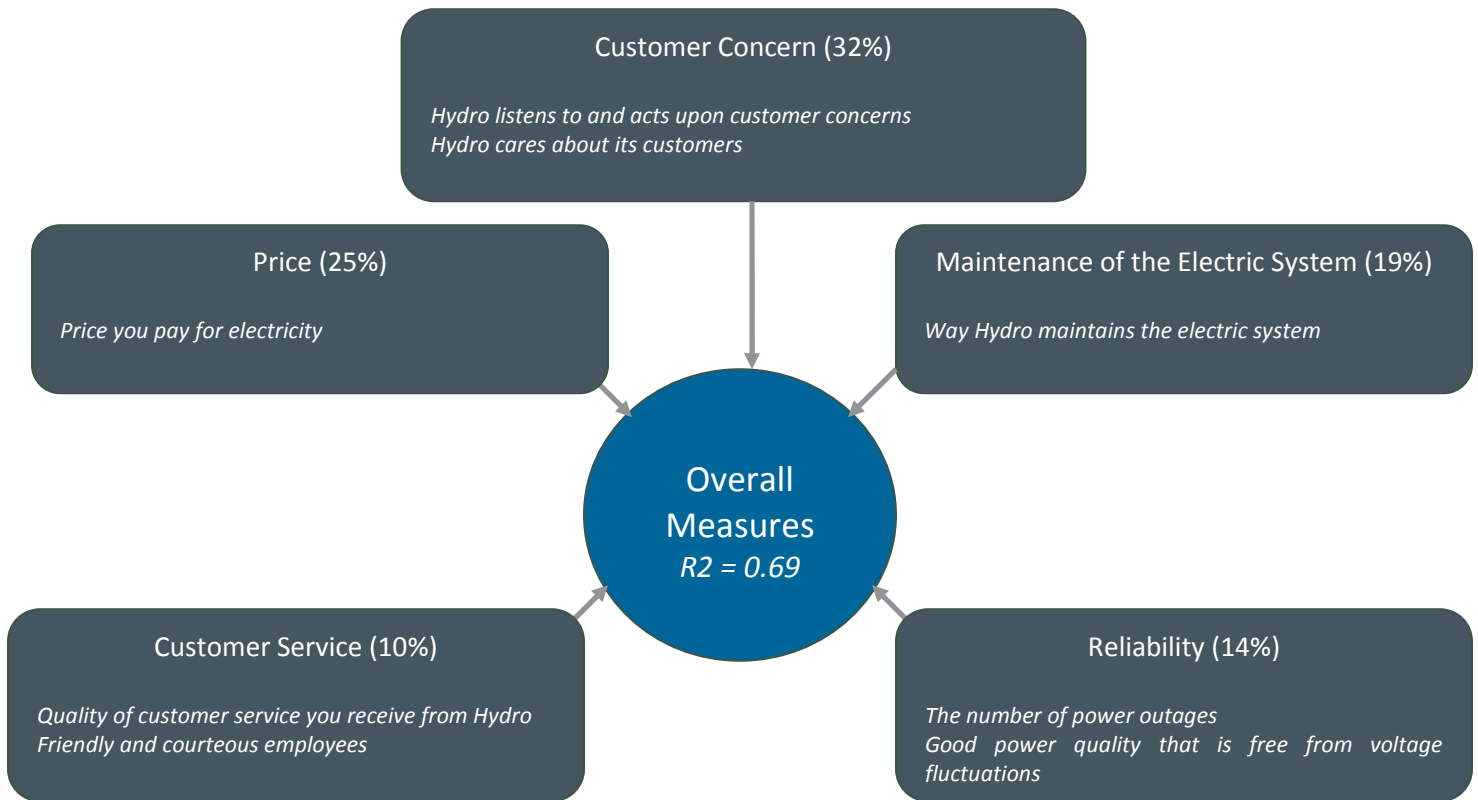 Customer Concern (32%)
Hydro listens to and acts upon customer concerns
Hydro cares about its customers
Price (25%)
Price you pay for electricity
Maintenance of the Electric System (19%)
Way Hydro maintains the electric system
Overall
Measures
R2 = 0.69
Customer Service (10%)
Quality of customer service you receive from Hydro
Friendly and courteous employees
Reliability (14%)
The number of power outages
Good power quality that is free from voltage
fluctuations